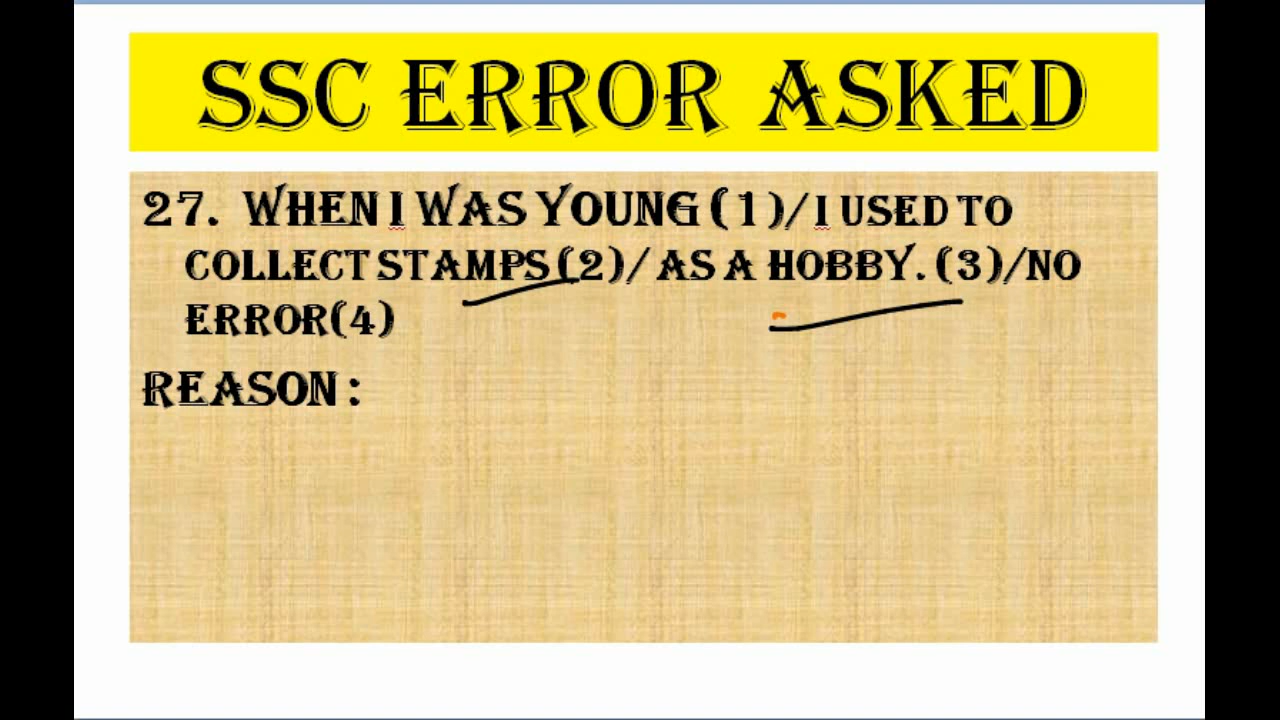 SSC ERROR ASKED
27. WHEN I WAS YOUNG (1)/I USED TO
COLLECT STAMPS (2)/ AS A HOBBY. (3)/NO
ERROR(4)
REASON :